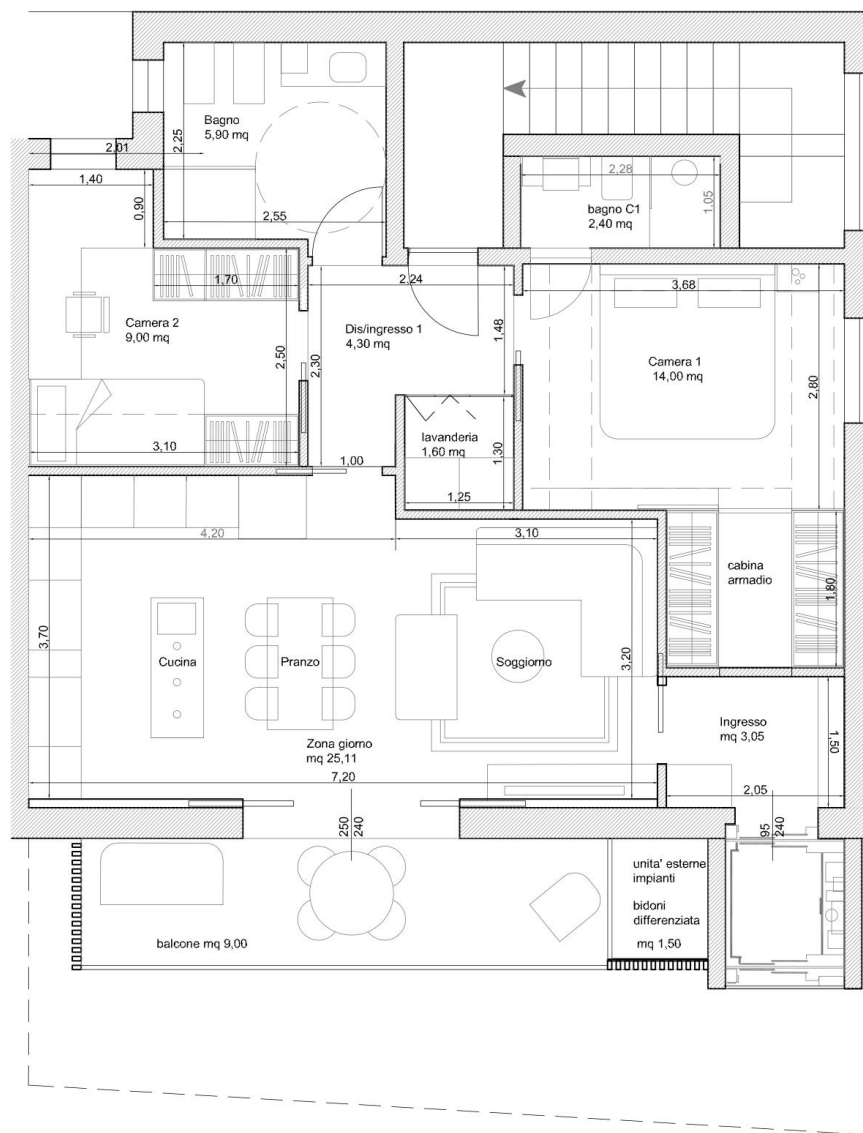 Bagno
5,90 mq
2,25
2,55
2,01
1,40
0,90
2,28
bagno C1
2,40 mq
1,05
1,70
2,24
3,68
Camera 2
9,00 mq
2,50
Dis/ingresso 1
4,30 mq
2,30
1,48
Camera 1
14,00 mq
2,80
3,10
1,00
lavanderia
1,60 mq
1,30
1,25
4,20
3,10
cabina
armadio
1,80
3,70
Cucina
Pranzo
Soggiorno
3,20
Zona giorno
mq 25,11
7,20
Ingresso
mq 3,05
1,50
2,05
250
240
95
240
unita' esterne
impianti
bidoni
differenziata
mq 1,50
balcone mq 9,00